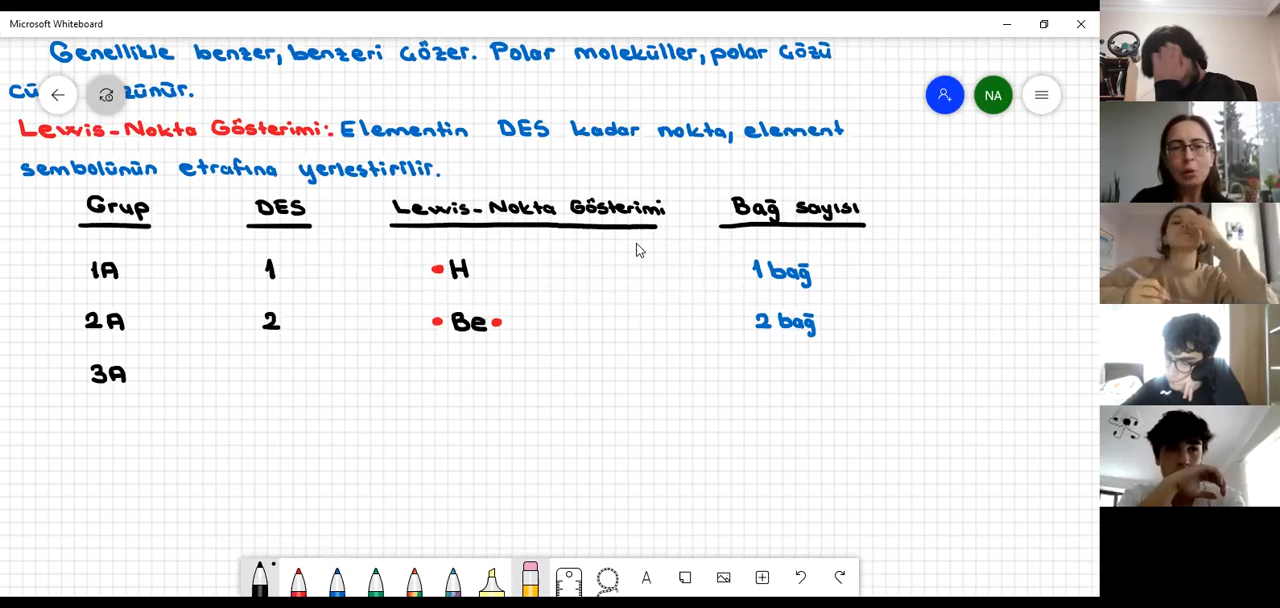 Microsoft Whiteboard
Genellikle benzer, benzeri çözer. Polar moleküller, polar çözü
Lewis-Nokta Gösterimi: Elementin DES kadar nokta, element
sembolünün etrafına yerleştirilir.
NA
Grup DES Lewis-Nokta Gösterimi Bağ sayısı
1A 1 •H 1 bağ
2A 2 •Be• 2 bağ
3A
A